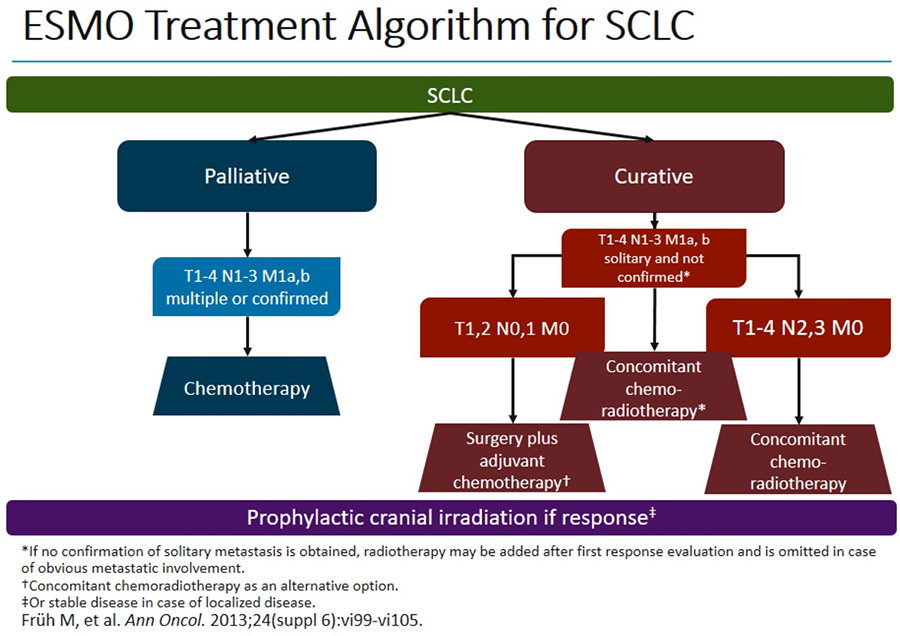 ESMO Treatment Algorithm for SCLC
SCLC
Palliative
Curative
T1-4 N1-3 M1a,b
multiple or confirmed
Chemotherapy
T1-4 N1-3 M1a, b
solitary and not
confirmed*
T1,2 N0,1 M0
T1-4 N2,3 M0
Concomitant
chemo-
radiotherapy*
Surgery plus
adjuvant
chemotherapy†
Concomitant
chemo-
radiotherapy
Prophylactic cranial irradiation if response‡
*If no confirmation of solitary metastasis is obtained, radiotherapy may be added after first response evaluation and is omitted in case
of obvious metastatic involvement.
†Concomitant chemoradiotherapy as an alternative option.
‡Or stable disease in case of localized disease.
Früh M, et al. Ann Oncol. 2013;24(suppl 6):vi99-vi105.